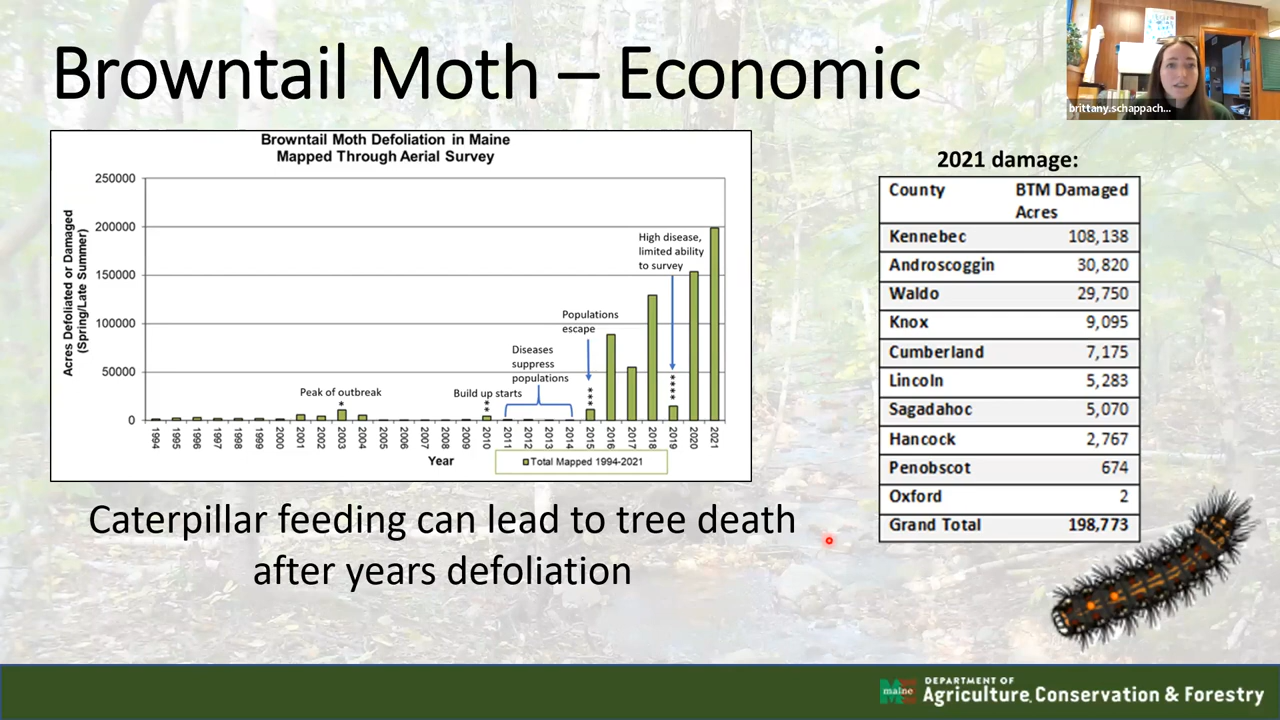 Browntail Moth – Economic
brittany.schappach...
Browntail Moth Defoliation in Maine
Mapped Through Aerial Survey
Acres Defoliated or Damaged
(Spring/Late Summer)
250000
200000
150000
100000
50000
0
Peak of outbreak
*
Build up starts
**
Diseases
suppress
populations
Populations
escape
***
High disease,
limited ability
to survey
****
1994 1995 1996 1997 1998 1999 2000 2001 2002 2003 2004 2005 2006 2007 2008 2009 2010 2011 2012 2013 2014 2015 2016 2017 2018 2019 2020 2021
Year
Total Mapped 1994-2021
2021 damage:
County BTM Damaged
Acres
Kennebec 108,138
Androscoggin 30,820
Waldo 29,750
Knox 9,095
Cumberland 7,175
Lincoln 5,283
Sagadahoc 5,070
Hancock 2,767
Penobscot 674
Oxford 2
Grand Total 198,773
Caterpillar feeding can lead to tree death
after years defoliation
maine
DEPARTMENT OF
Agriculture, Conservation & Forestry